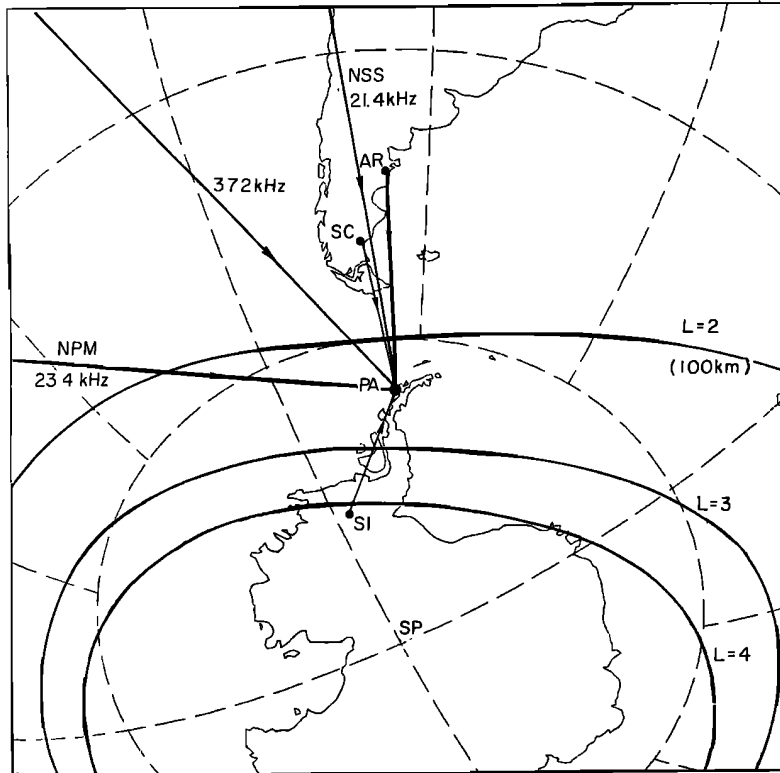 NSS
21.4kHz
AR
372kHz
SC
L=2
NPM
(100km)
23.4 kHz
PA
L=3
SI
SP
L=4